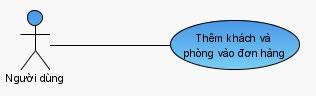 Thêm khách và
phòng vào đơn hàng
Người dùng